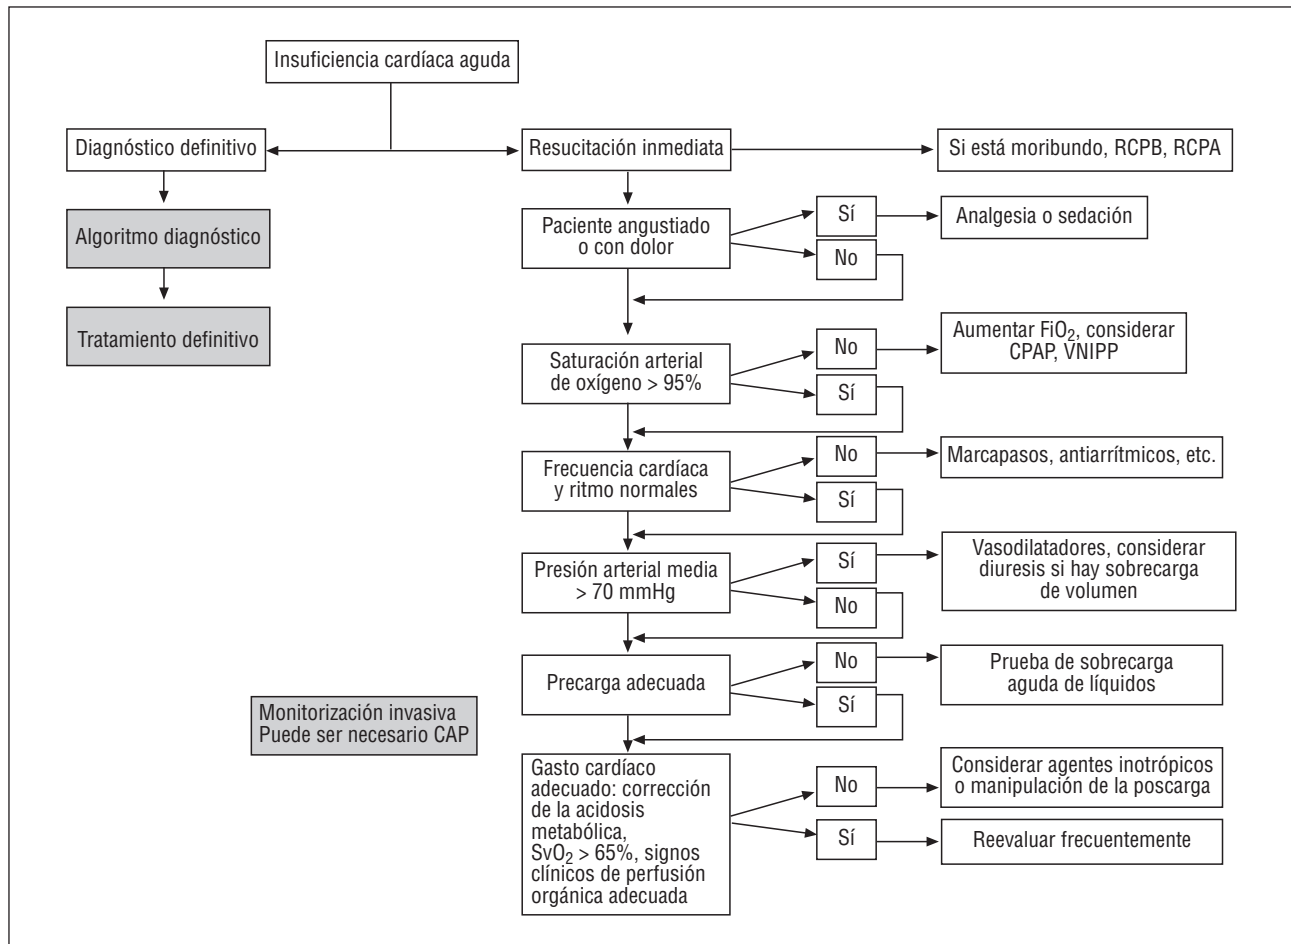 Insuficiencia cardíaca aguda
Diagnóstico definitivo
Resucitación inmediata
Si está moribundo, RCPB, RCPA
Algoritmo diagnóstico
Tratamiento definitivo
Paciente angustiado
o con dolor
Sí
No
Analgesia o sedación
Saturación arterial
de oxígeno > 95%
No
Sí
Aumentar FiO₂, considerar
CPAP, VNIPP
Frecuencia cardíaca
y ritmo normales
No
Sí
Marcapasos, antiarrítmicos, etc.
Presión arterial media
> 70 mmHg
Sí
No
Vasodilatadores, considerar
diuresis si hay sobrecarga
de volumen
Precarga adecuada
No
Sí
Prueba de sobrecarga
aguda de líquidos
Monitorización invasiva
Puede ser necesario CAP
Gasto cardíaco
adecuado: corrección
de la acidosis
metabólica,
SvO₂ > 65%, signos
clínicos de perfusión
orgánica adecuada
No
Sí
Considerar agentes inotrópicos
o manipulación de la poscarga
Reevaluar frecuentemente